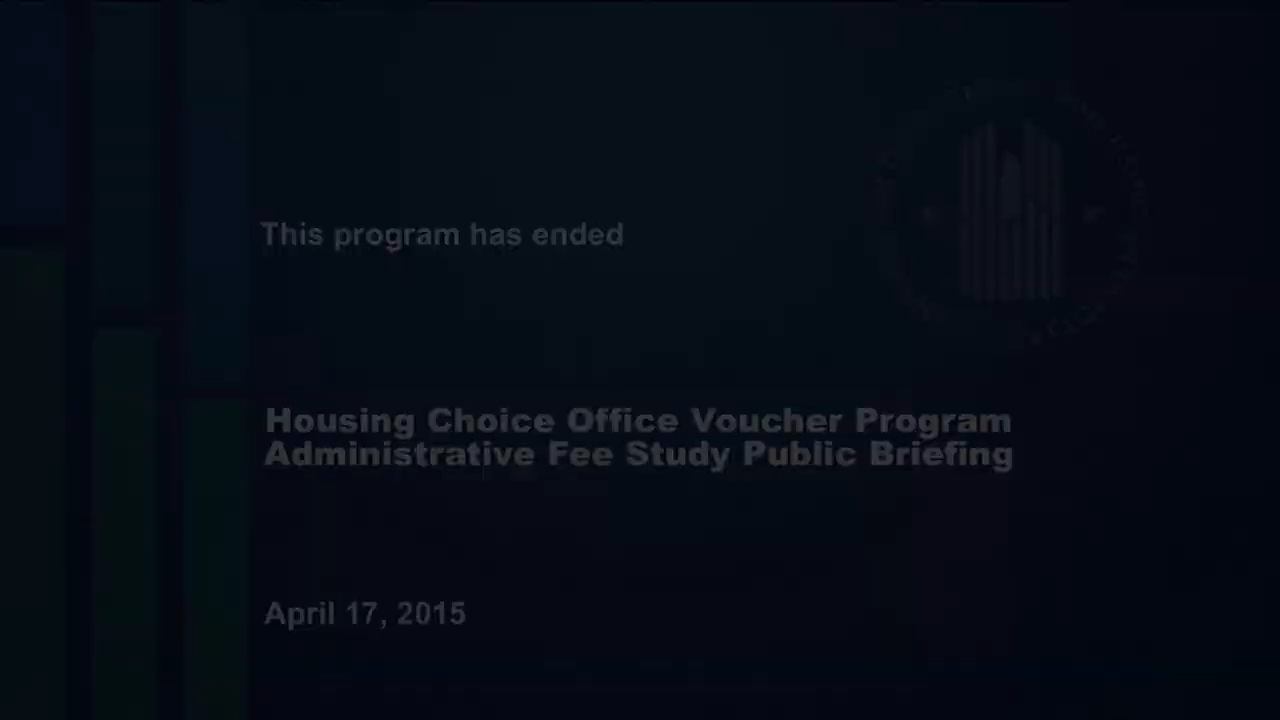 This program has ended
Housing Choice Office Voucher Program
Administrative Fee Study Public Briefing
April 17, 2015